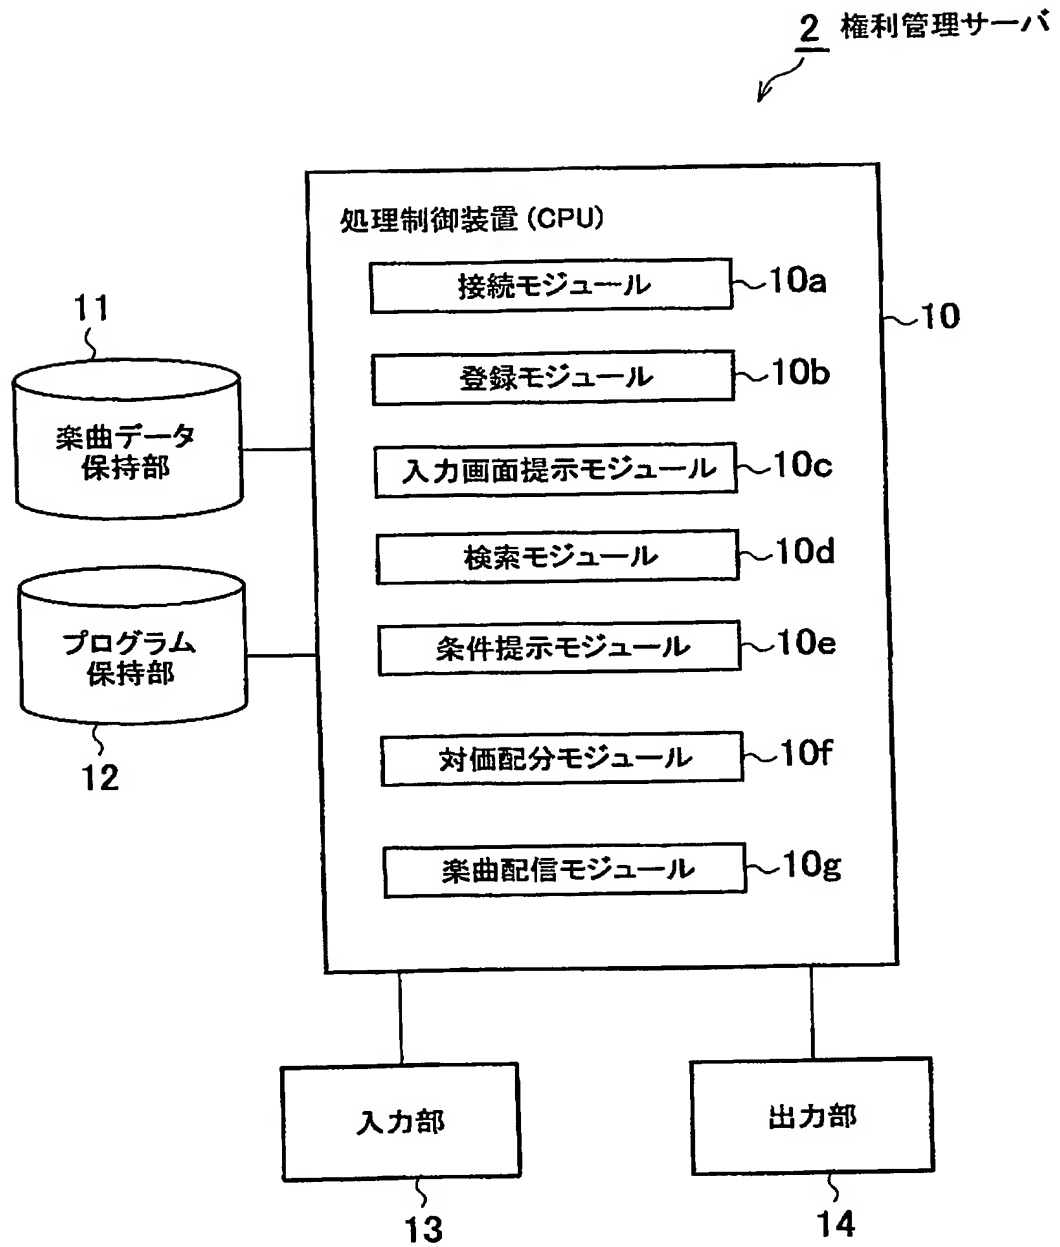 2 権利管理サーバ
処理制御装置(CPU)
接続モジュール 10a
10
11
登録モジュール 10b
楽曲データ
保持部
入力画面提示モジュール 10c
検索モジュール 10d
プログラム
保持部
条件提示モジュール 10e
12
対価配分モジュール 10f
楽曲配信モジュール 10g
入力部
出力部
13
14